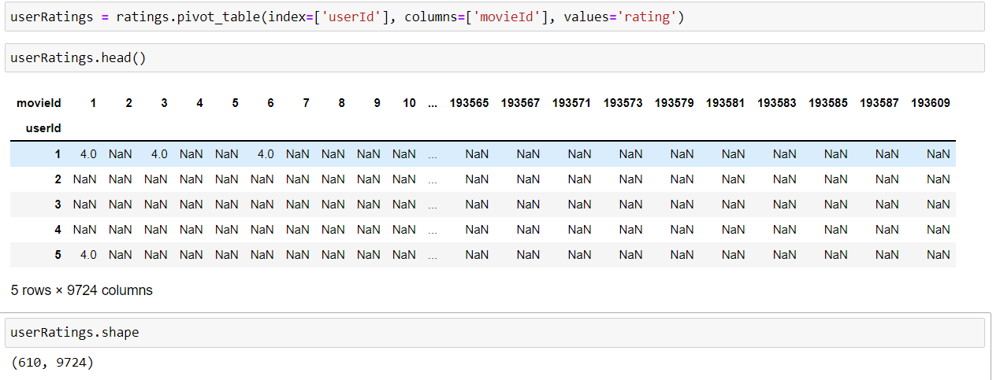 userRatings = ratings.pivot_table(index=['userId'], columns=['movieId'], values='rating')
userRatings.head()
movieId 1 2 3 4 5 6 7 8 9 10 ... 193565 193567 193571 193573 193579 193581 193583 193585 193587 193609
userId
1 4.0 NaN 4.0 NaN NaN 4.0 NaN NaN NaN NaN ... NaN NaN NaN NaN NaN NaN NaN NaN NaN NaN
2 NaN NaN NaN NaN NaN NaN NaN NaN NaN NaN ... NaN NaN NaN NaN NaN NaN NaN NaN NaN NaN
3 NaN NaN NaN NaN NaN NaN NaN NaN NaN NaN ... NaN NaN NaN NaN NaN NaN NaN NaN NaN NaN
4 NaN NaN NaN NaN NaN NaN NaN NaN NaN NaN ... NaN NaN NaN NaN NaN NaN NaN NaN NaN NaN
5 4.0 NaN NaN NaN NaN NaN NaN NaN NaN NaN ... NaN NaN NaN NaN NaN NaN NaN NaN NaN NaN
5 rows × 9724 columns
userRatings.shape
(610, 9724)